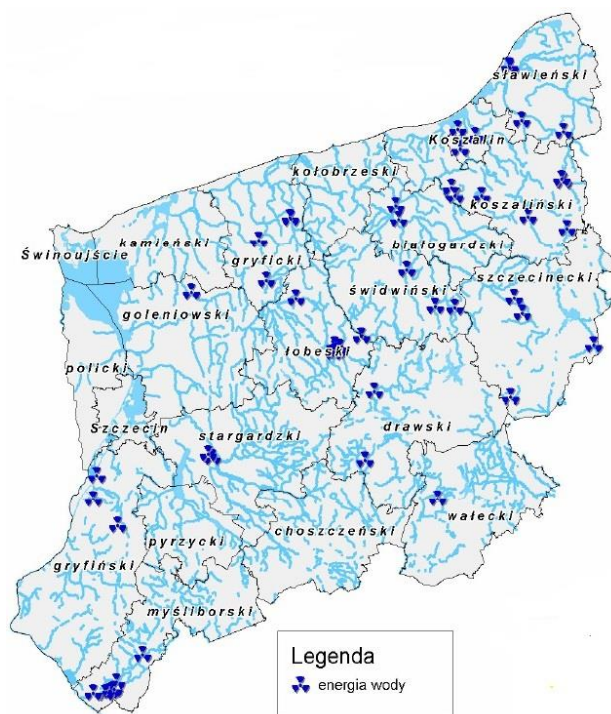 sławieński
Koszalin
kołobrzeski
koszaliński
kamieński
białogardzki
Świnoujście
gryficki
szczecinecki
świdwiński
goleniowski
łobeski
policki
Szczecin
stargardzki
drawski
wałecki
choszczeński
pyrzycki
gryfiński
myśliborski
Legenda
energia wody